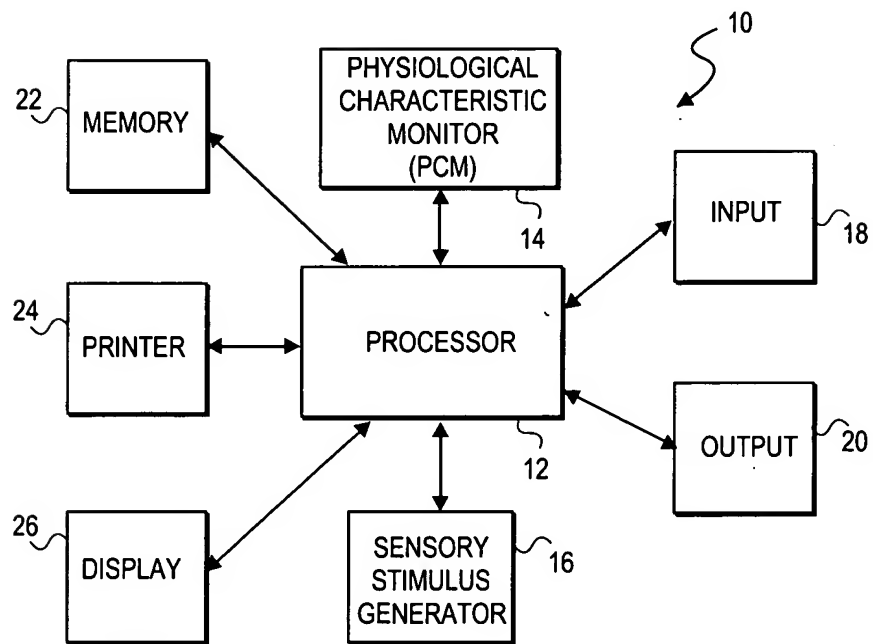 10
PHYSIOLOGICAL
CHARACTERISTIC
MONITOR
(PCM)
22
MEMORY
14
INPUT
18
24
PRINTER
PROCESSOR
12
OUTPUT
20
26
DISPLAY
SENSORY
STIMULUS
GENERATOR
16